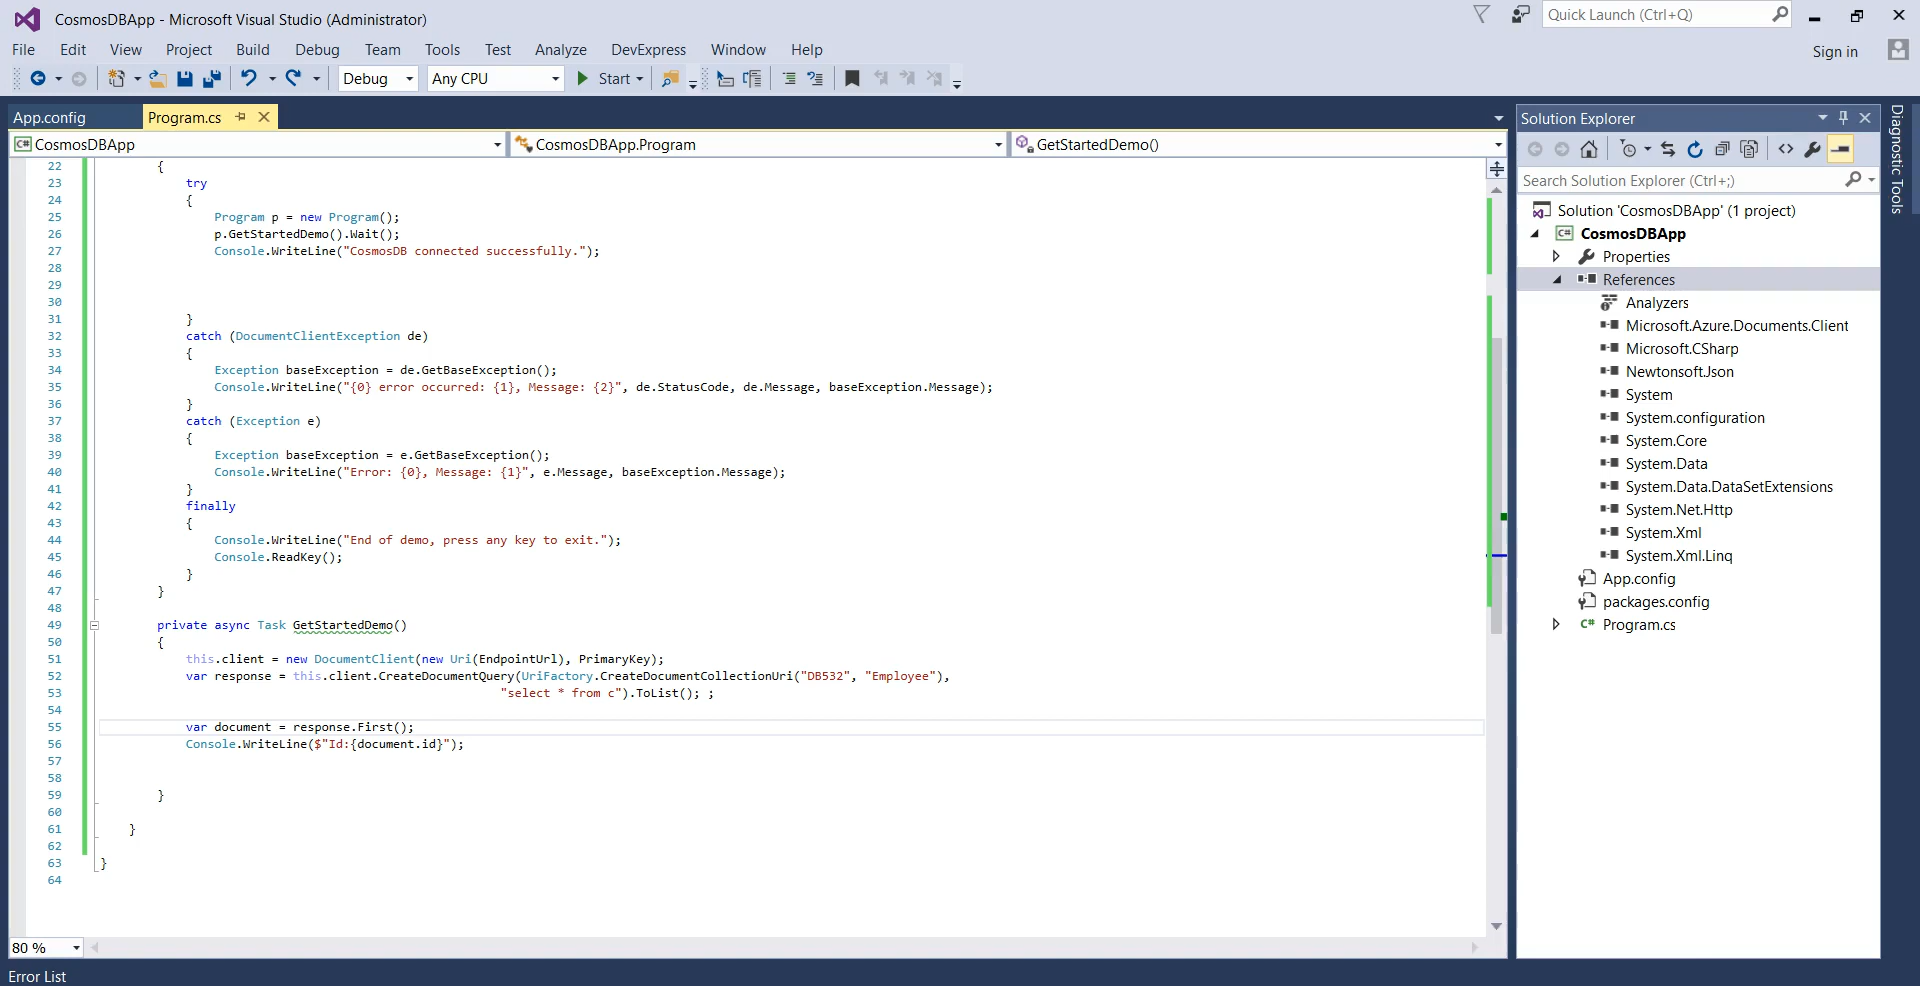 CosmosDBApp - Microsoft Visual Studio (Administrator)
Quick Launch (Ctrl+Q)
File Edit View Project Build Debug Team Tools Test Analyze DevExpress Window Help
Sign in
Debug Any CPU Start
App.config Program.cs
CosmosDBApp CosmosDBApp.Program GetStartedDemo()
22 {
23 try
24 {
25 Program p = new Program();
26 p.GetStartedDemo().Wait();
27 Console.WriteLine("CosmosDB connected successfully.");
28
29
30
31 }
32 catch (DocumentClientException de)
33 {
34 Exception baseException = de.GetBaseException();
35 Console.WriteLine("{0} error occurred: {1}, Message: {2}", de.StatusCode, de.Message, baseException.Message);
36 }
37 catch (Exception e)
38 {
39 Exception baseException = e.GetBaseException();
40 Console.WriteLine("Error: {0}, Message: {1}", e.Message, baseException.Message);
41 }
42 finally
43 {
44 Console.WriteLine("End of demo, press any key to exit.");
45 Console.ReadKey();
46 }
47 }
48
49 private async Task GetStartedDemo()
50 {
51 this.client = new DocumentClient(new Uri(EndpointUrl), PrimaryKey);
52 var response = this.client.CreateDocumentQuery(UriFactory.CreateDocumentCollectionUri("DB532", "Employee"),
53 "select * from c").ToList(); ;
54
55 var document = response.First();
56 Console.WriteLine($"Id:{document.id}");
57
58
59 }
60
61 }
62
63 }
64
80 %
Error List
Solution Explorer
Search Solution Explorer (Ctrl+;)
Solution 'CosmosDBApp' (1 project)
CosmosDBApp
Properties
References
Analyzers
Microsoft.Azure.Documents.Client
Microsoft.CSharp
Newtonsoft.Json
System
System.configuration
System.Core
System.Data
System.Data.DataSetExtensions
System.Net.Http
System.Xml
System.Xml.Linq
App.config
packages.config
C# Program.cs
Diagnostic Tools